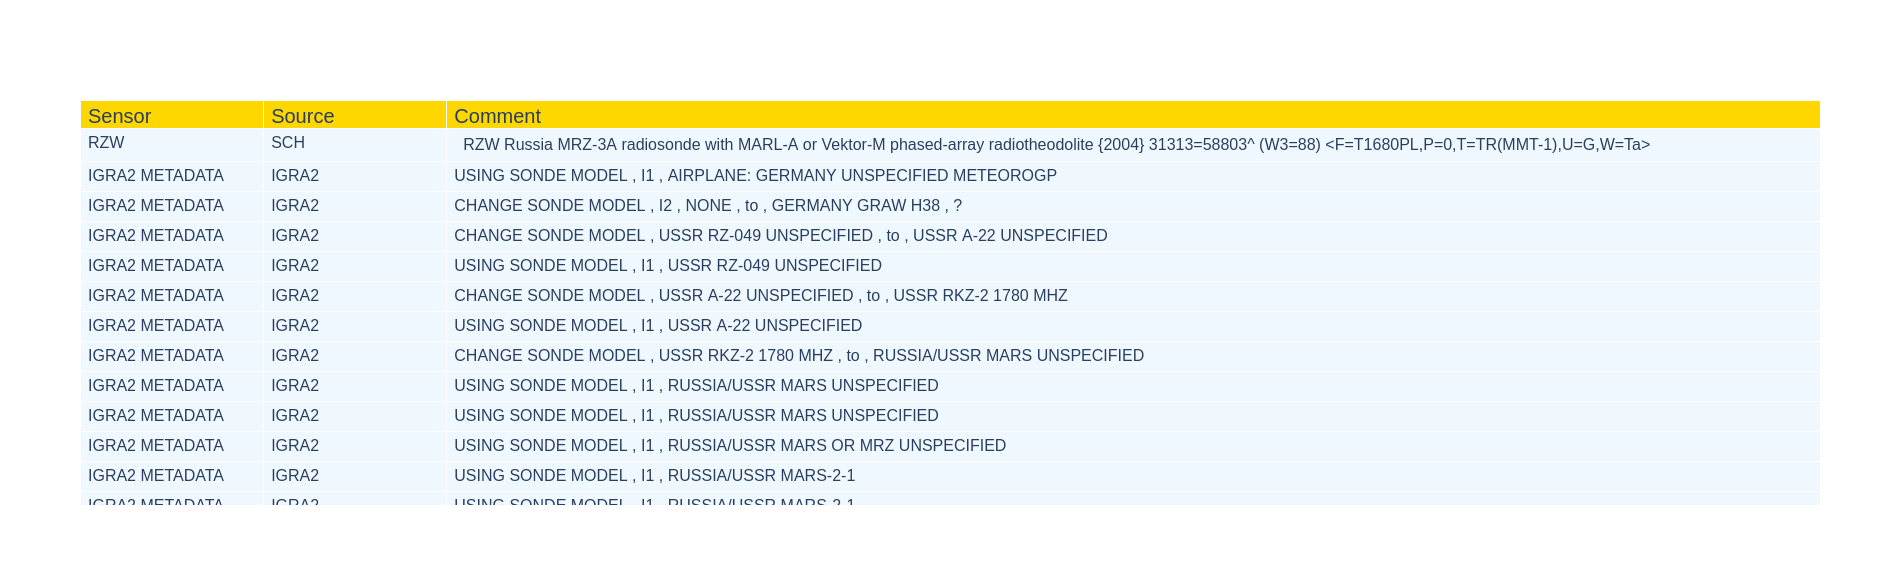 Sensor Source Comment
RZW SCH RZW Russia MRZ-3A radiosonde with MARL-A or Vektor-M phased-array radiotheodolite {2004} 31313=58803^ (W3=88) <F=T1680PL,P=0,T=TR(MMT-1),U=G,W=Ta>
IGRA2 METADATA IGRA2 USING SONDE MODEL , I1 , AIRPLANE: GERMANY UNSPECIFIED METEOROGP
IGRA2 METADATA IGRA2 CHANGE SONDE MODEL , I2 , NONE , to , GERMANY GRAW H38 , ?
IGRA2 METADATA IGRA2 CHANGE SONDE MODEL , USSR RZ-049 UNSPECIFIED , to , USSR A-22 UNSPECIFIED
IGRA2 METADATA IGRA2 USING SONDE MODEL , I1 , USSR RZ-049 UNSPECIFIED
IGRA2 METADATA IGRA2 CHANGE SONDE MODEL , USSR A-22 UNSPECIFIED , to , USSR RKZ-2 1780 MHZ
IGRA2 METADATA IGRA2 USING SONDE MODEL , I1 , USSR A-22 UNSPECIFIED
IGRA2 METADATA IGRA2 CHANGE SONDE MODEL , USSR RKZ-2 1780 MHZ , to , RUSSIA/USSR MARS UNSPECIFIED
IGRA2 METADATA IGRA2 USING SONDE MODEL , I1 , RUSSIA/USSR MARS UNSPECIFIED
IGRA2 METADATA IGRA2 USING SONDE MODEL , I1 , RUSSIA/USSR MARS UNSPECIFIED
IGRA2 METADATA IGRA2 USING SONDE MODEL , I1 , RUSSIA/USSR MARS OR MRZ UNSPECIFIED
IGRA2 METADATA IGRA2 USING SONDE MODEL , I1 , RUSSIA/USSR MARS-2-1
IGRA2 METADATA IGRA2 USING SONDE MODEL , I1 , RUSSIA/USSR MARS-2-1